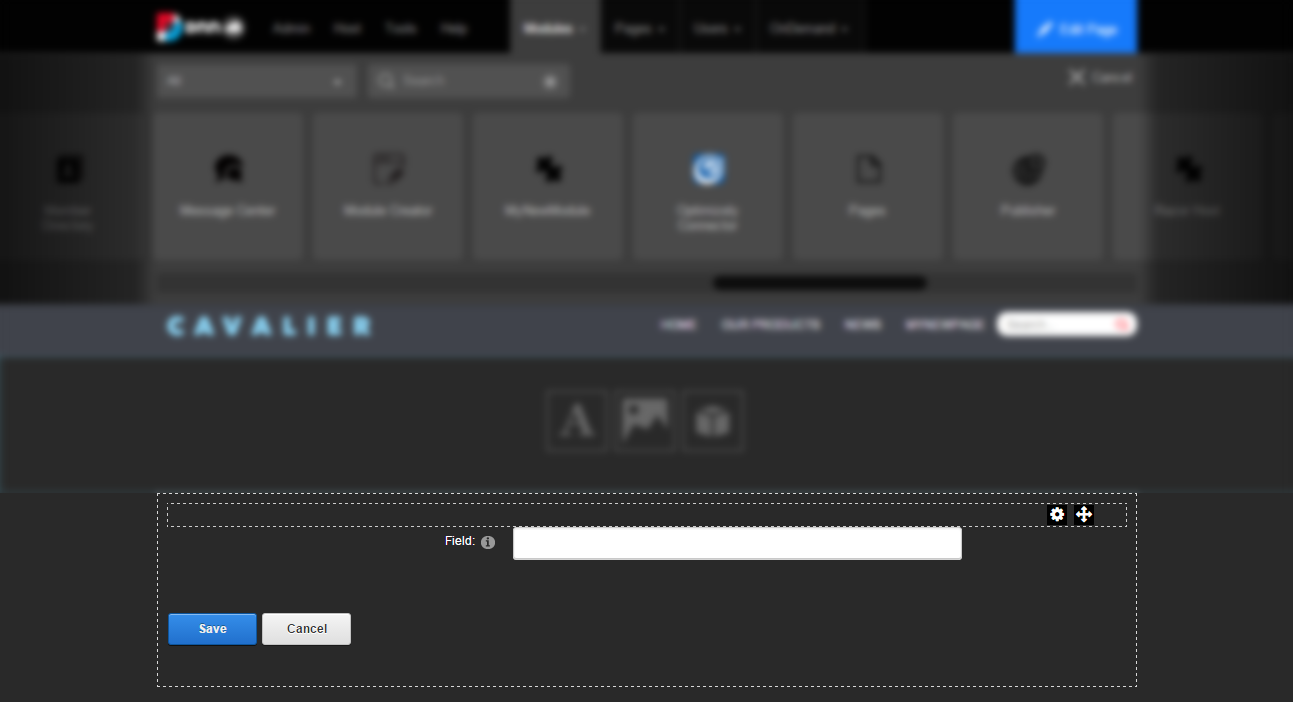 dnn
Admin Host Tools Help Modules Pages Users OnDemand Edit Page
All Search Cancel
Message Center
Module Creator
MyNewModule
Optimizely
Connector
Pages
Publisher
CAVALIER
HOME OUR PRODUCTS NEWS MYNEWPAGE Search...
A
Field:
Save Cancel